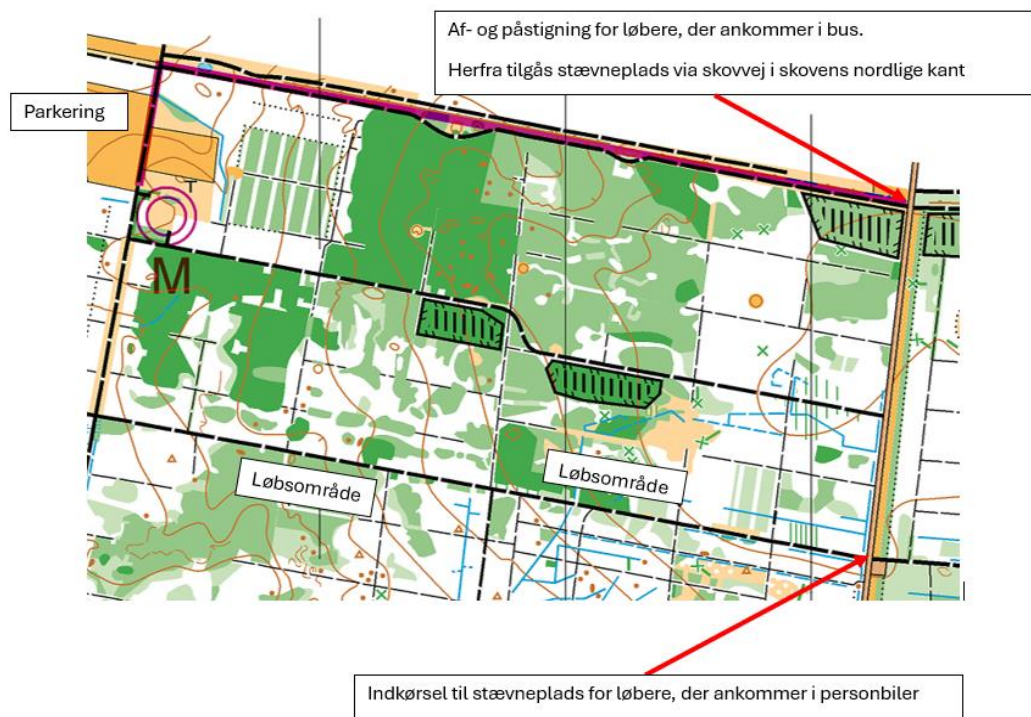 Af- og påstigning for løbere, der ankommer i bus.
Herfra tilgås stævneplads via skovvej i skovens nordlige kant
Parkering
T
M
Løbsområde
Løbsområde
Indkørsel til stævneplads for løbere, der ankommer i personbiler